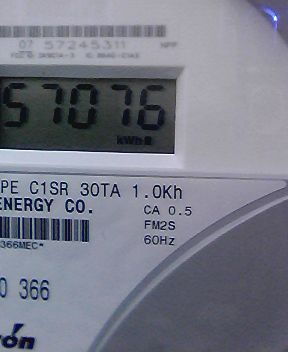 07 57245311
57076
kWh
PE C1SR 30TA 1.0Kh
ENERGY CO.
CA 0.5
FM2S
60Hz
366MEC*
0 366
rón